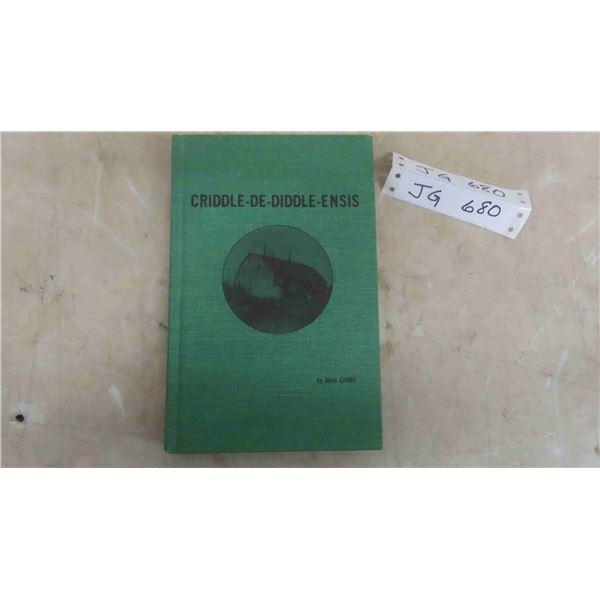 CRIDDLE-DE-DIDDLE-ENSIS
by Alma Criddle
JG 680
JG 680